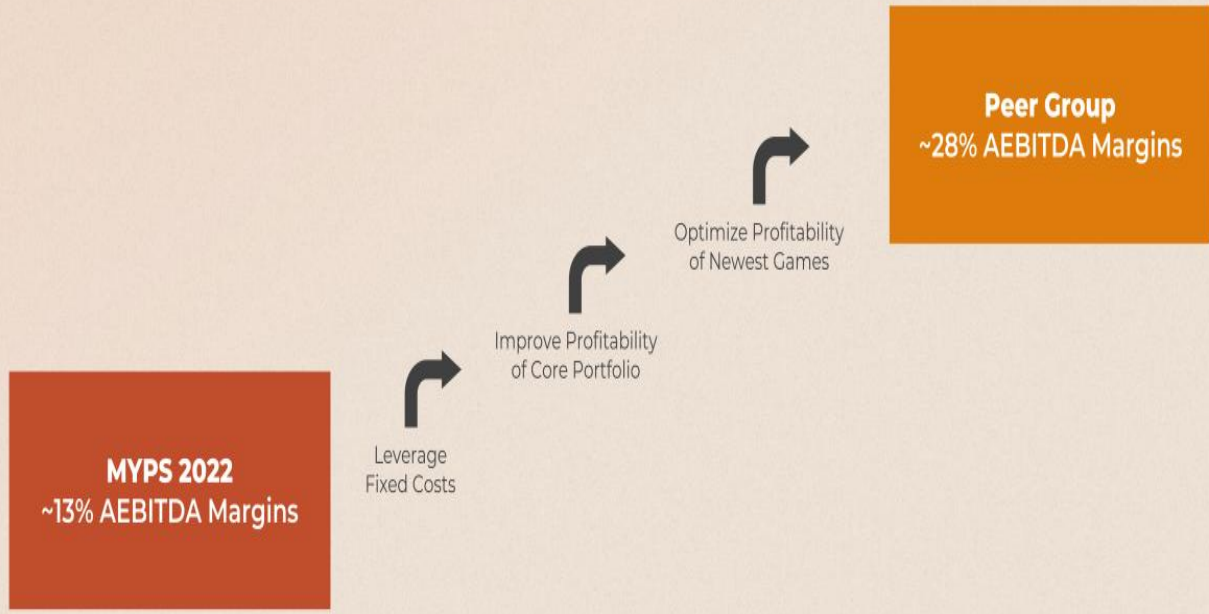 Peer Group
~28% AEBITDA Margins
Optimize Profitability
of Newest Games
Improve Profitability
of Core Portfolio
Leverage
Fixed Costs
MYPS 2022
~13% AEBITDA Margins